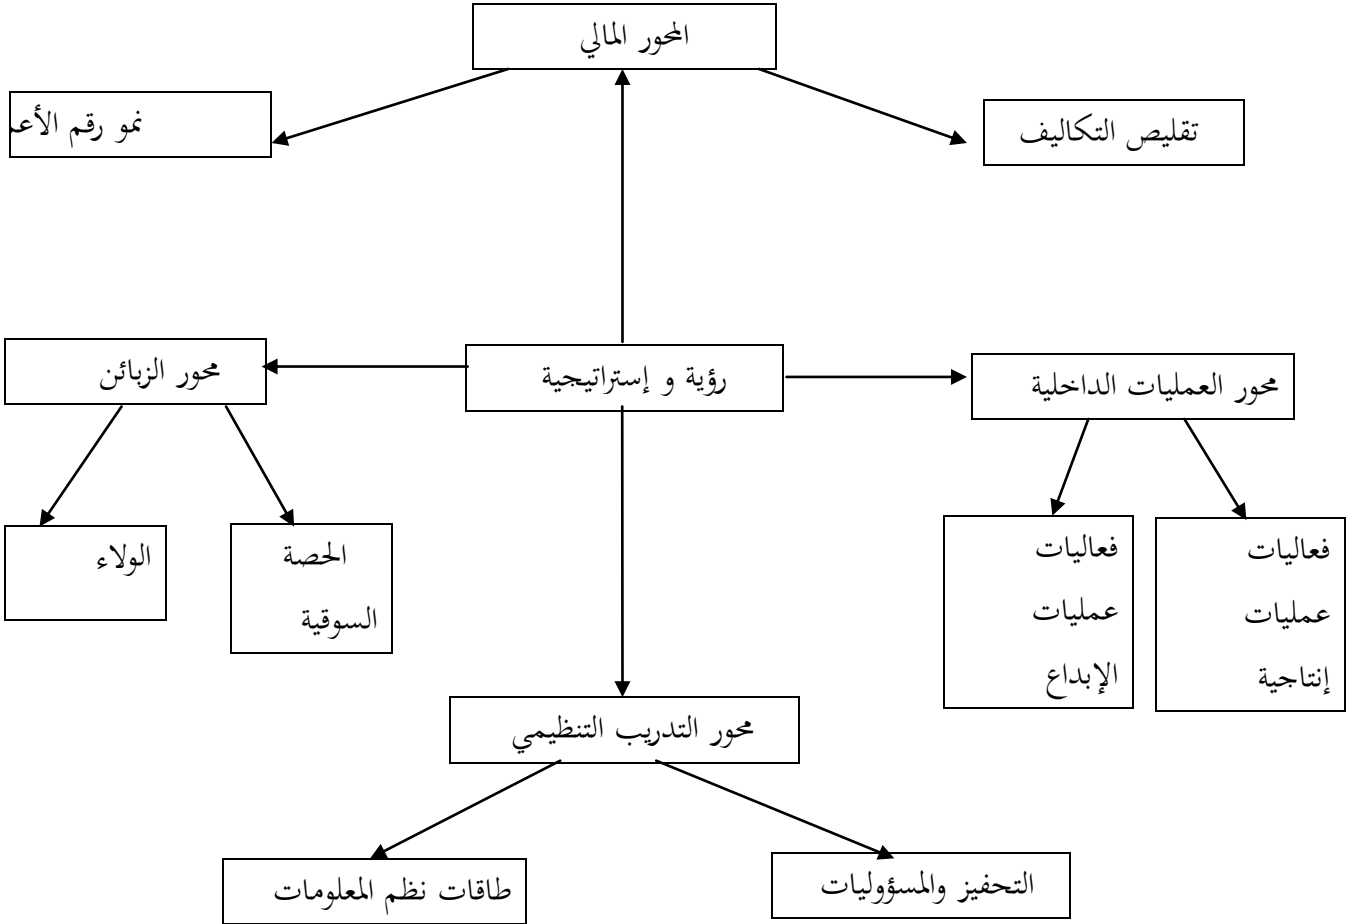 المحور المالي
تقليص التكاليف
نمو رقم
رؤية و إستراتيجية
محور العمليات الداخلية
محور الزبائن
فعاليات
عمليات
إنتاجية
فعاليات
عمليات
الإبداع
الحصة
السوقية
الولاء
محور التدريب التنظيمي
التحفيز والمسؤوليات
طاقات نظم المعلومات